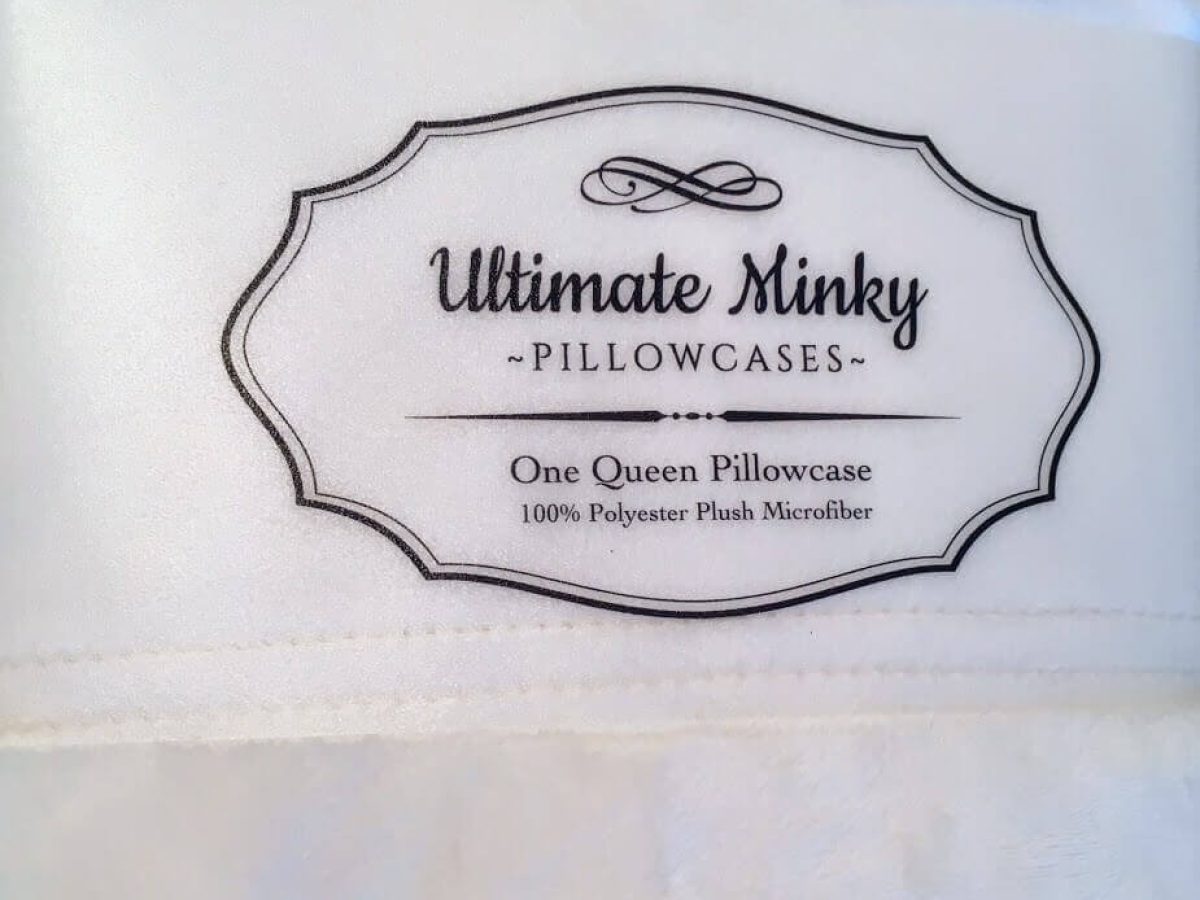 Ultimate Minky
~PILLOWCASES~
One Queen Pillowcase
100% Polyester Plush Microfiber